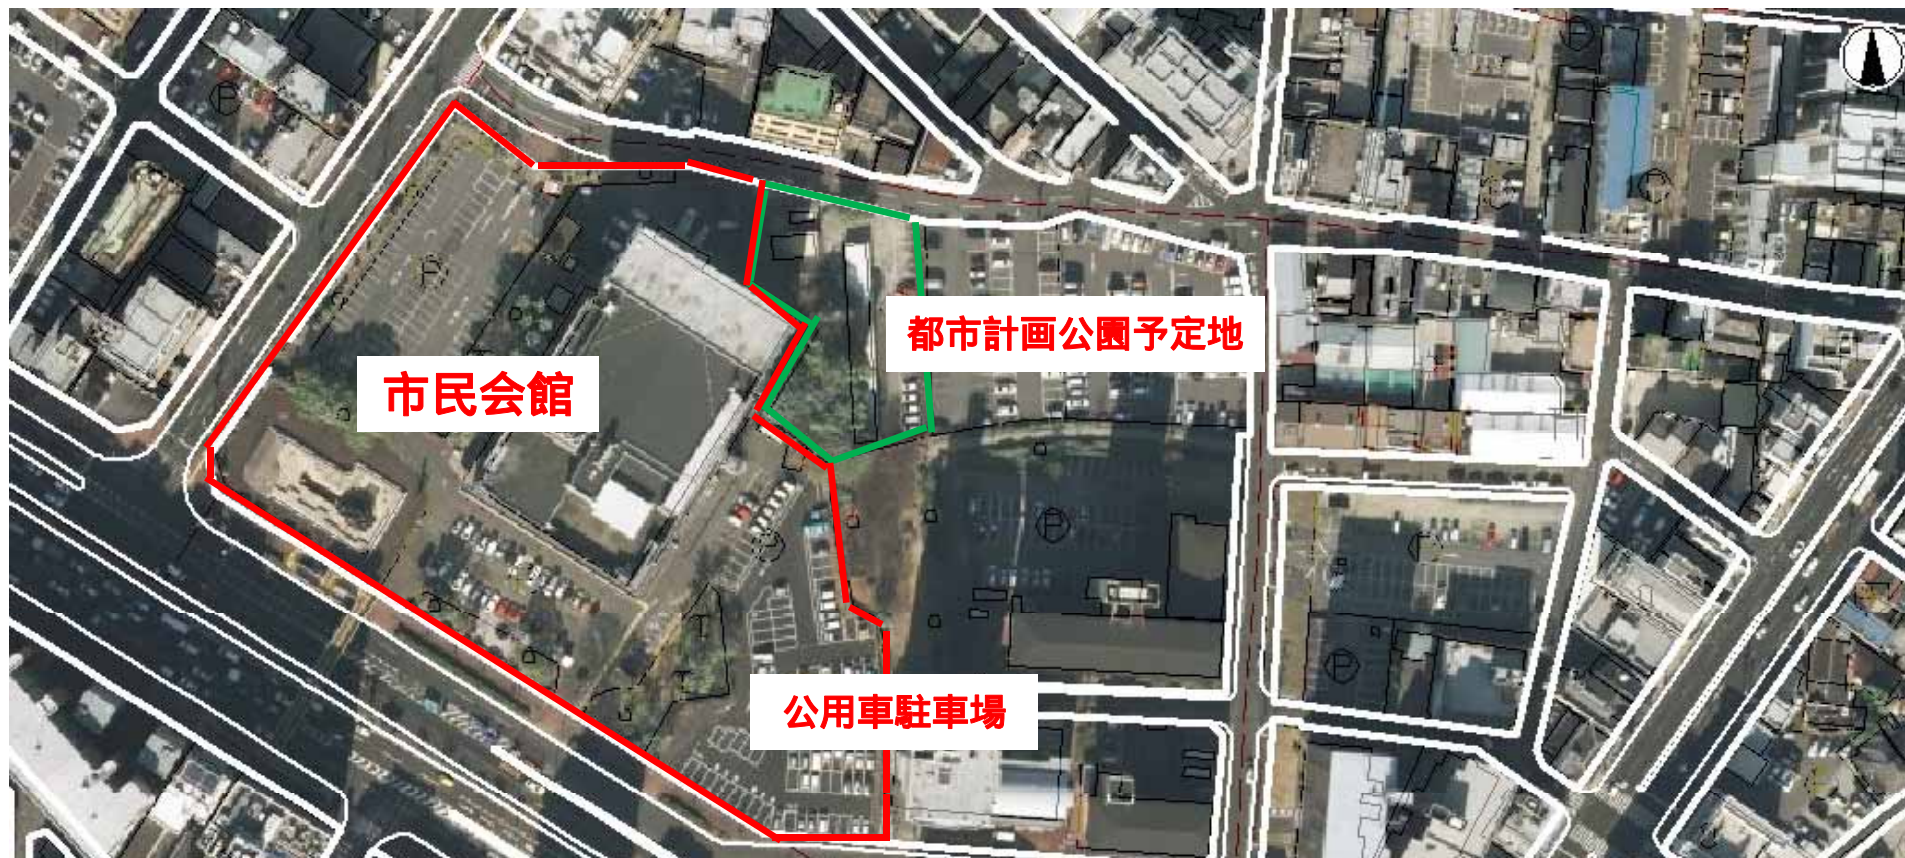 都市計画公園予定地
市民会館
公用車駐車場